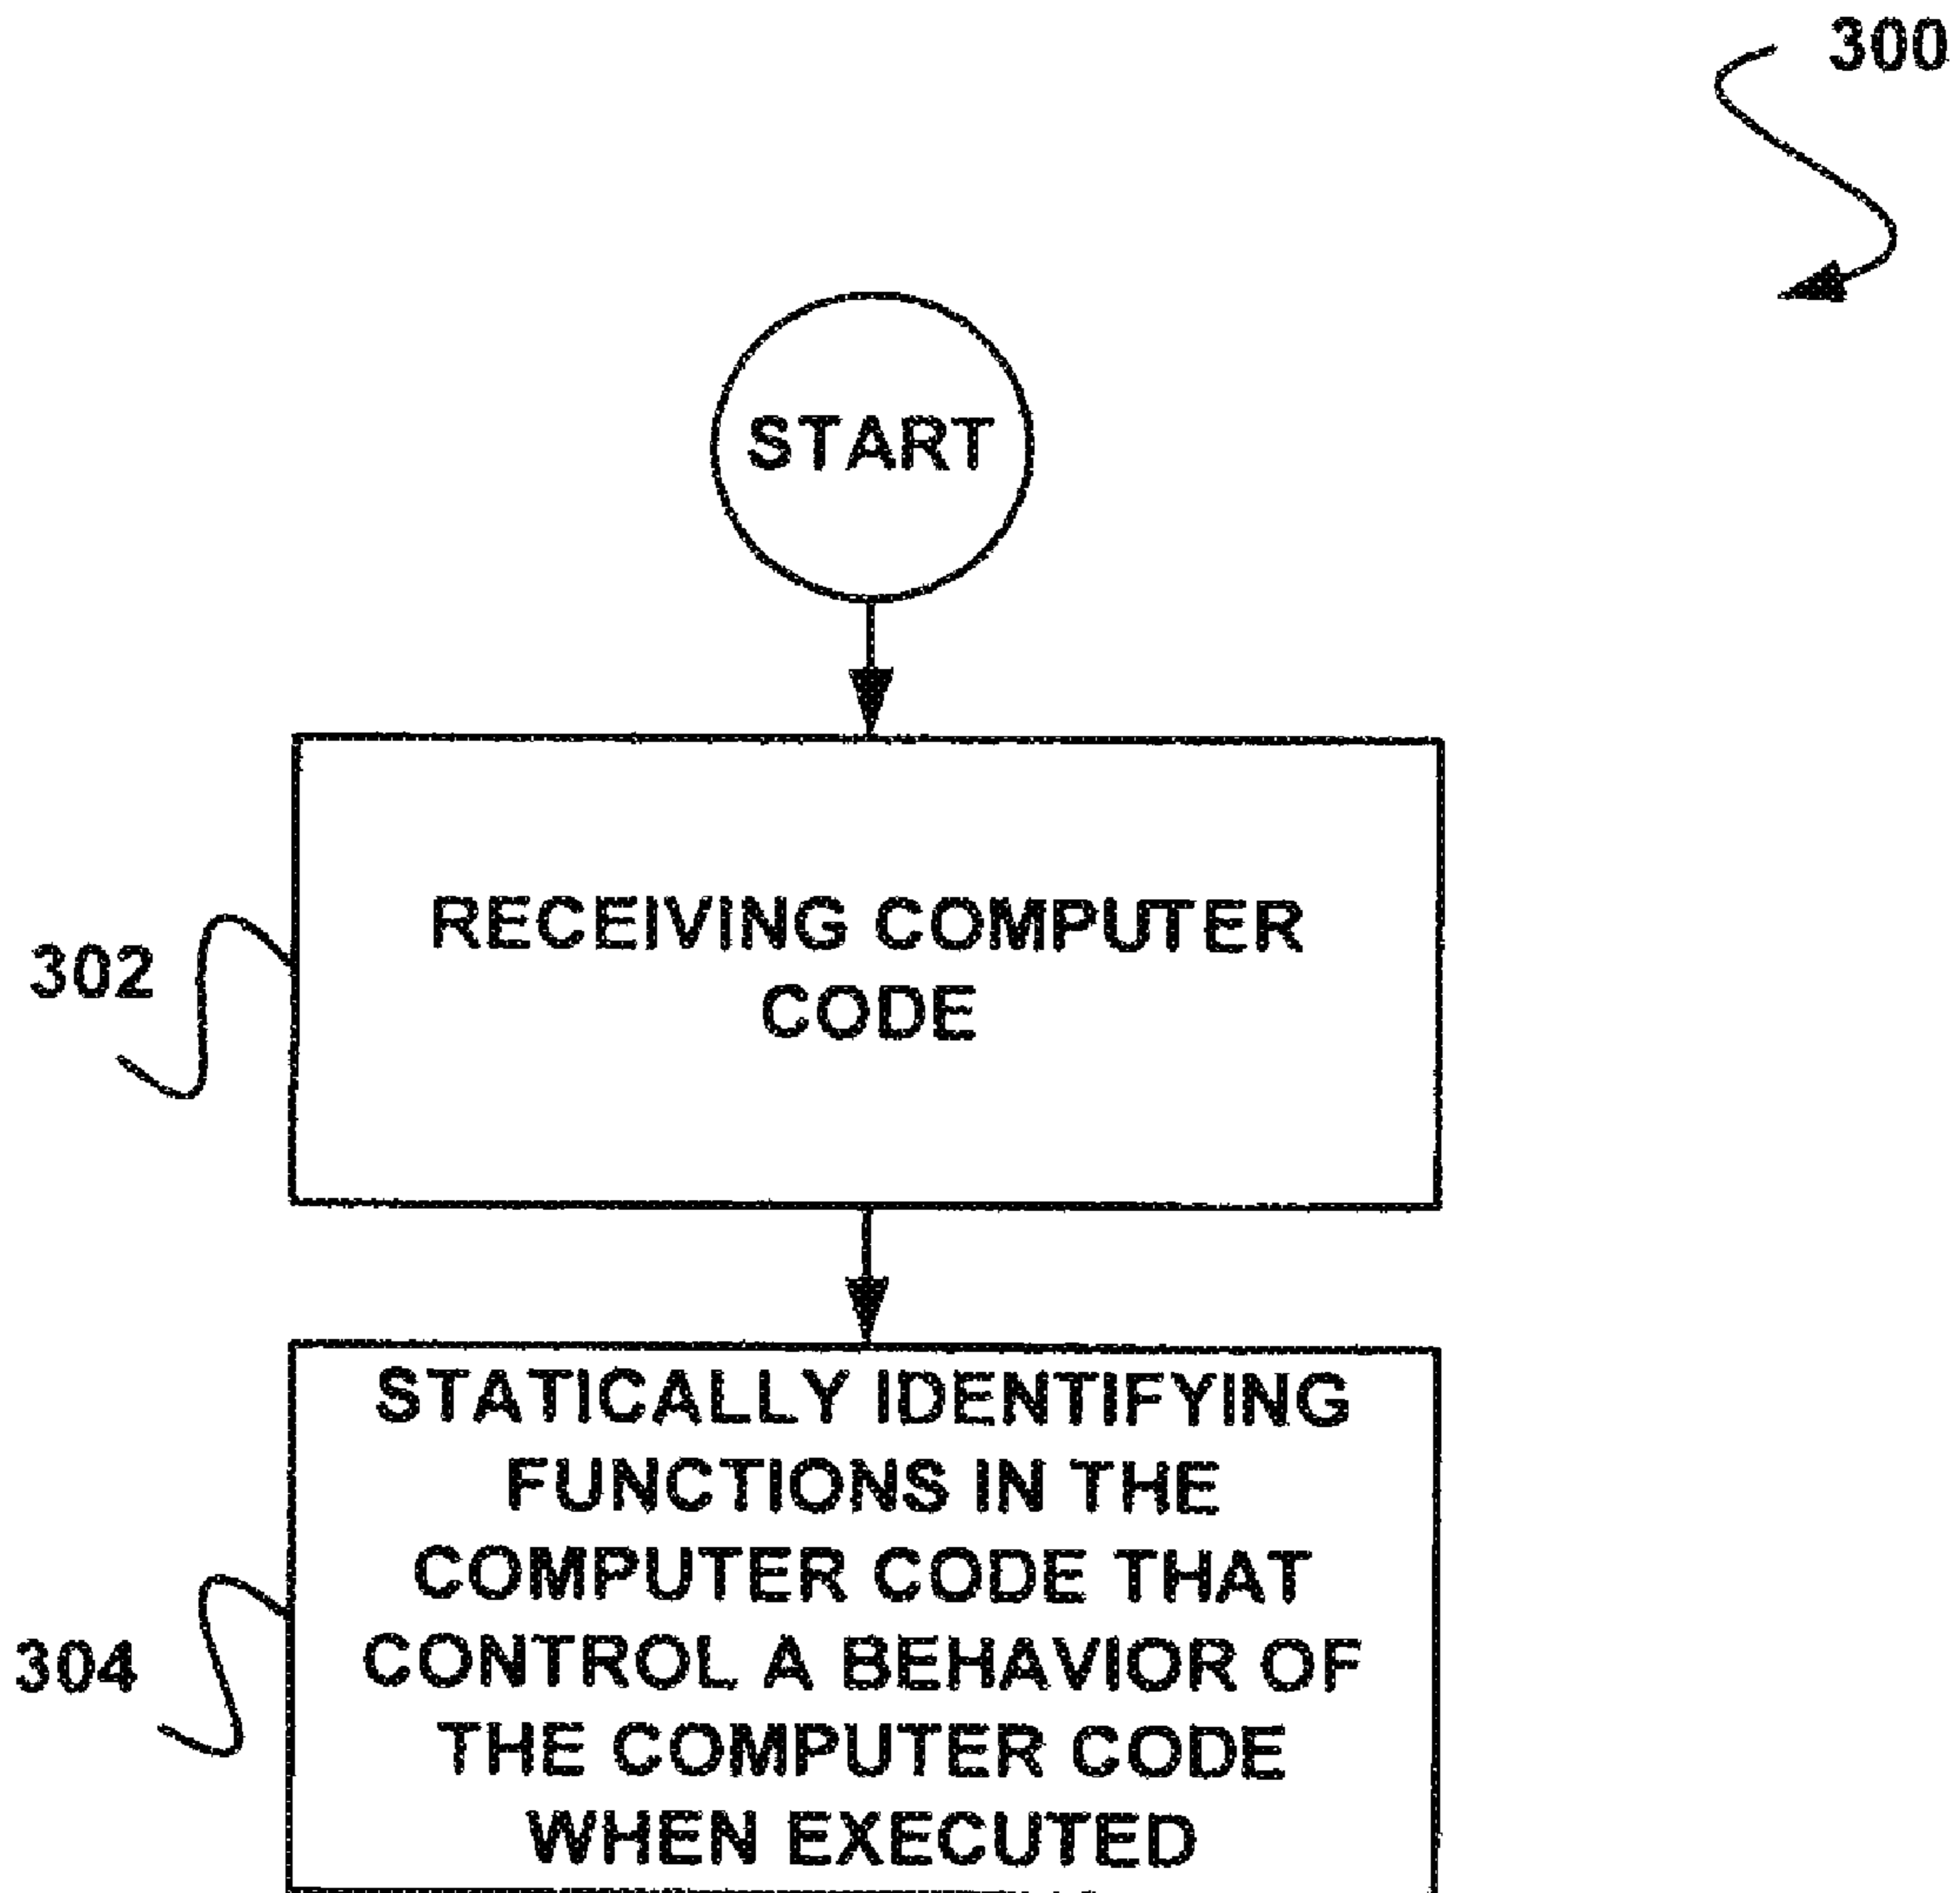 300
START
302
RECEIVING COMPUTER
CODE
304
STATICALLY IDENTIFYING
FUNCTIONS IN THE
COMPUTER CODE THAT
CONTROL A BEHAVIOR OF
THE COMPUTER CODE
WHEN EXECUTED